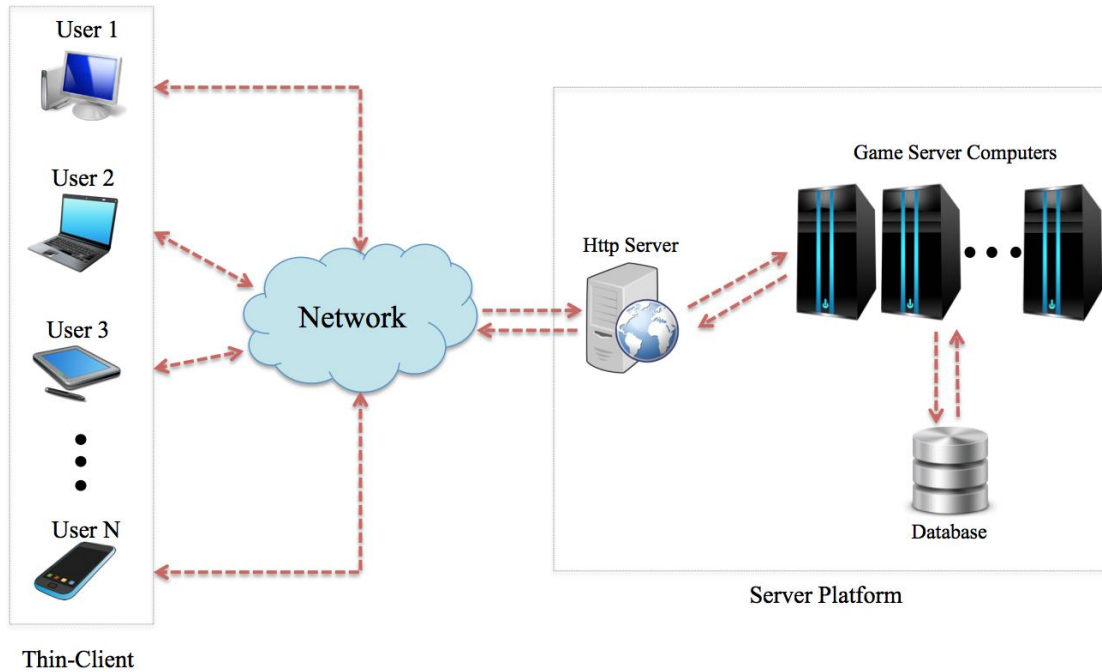 User 1
User 2
User 3
User N
Thin-Client
Network
Http Server
Game Server Computers
Database
Server Platform